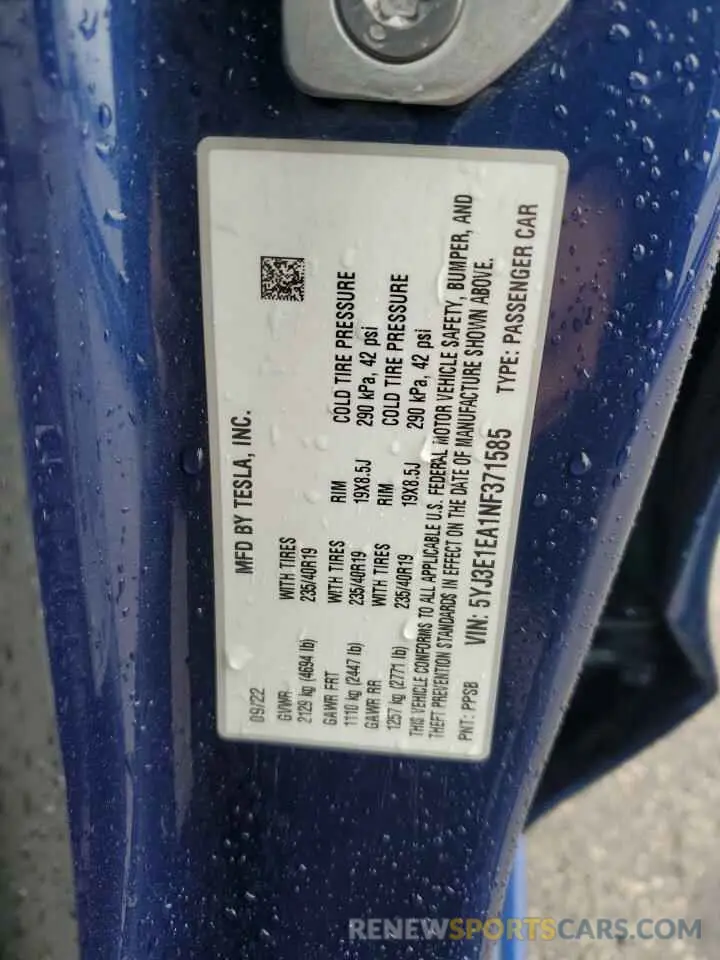 MFD BY TESLA, INC.
09/22
GVWR
2129 kg (4694 lb)
WITH TIRES
235/40R19
GAWR FRT
1110 kg (2447 lb)
WITH TIRES
235/40R19
RIM
19X8.5J
COLD TIRE PRESSURE
290 kPa, 42 psi
GAWR RR
1257 kg (2771 lb)
WITH TIRES
235/40R19
RIM
19X8.5J
COLD TIRE PRESSURE
290 kPa, 42 psi
THIS VEHICLE CONFORMS TO ALL APPLICABLE U.S. FEDERAL MOTOR VEHICLE SAFETY, BUMPER, AND
THEFT PREVENTION STANDARDS IN EFFECT ON THE DATE OF MANUFACTURE SHOWN ABOVE.
PNT: PPSB VIN: 5YJ3E1EA1NF371585 TYPE: PASSENGER CAR
RENEWSPORTSCARS.COM